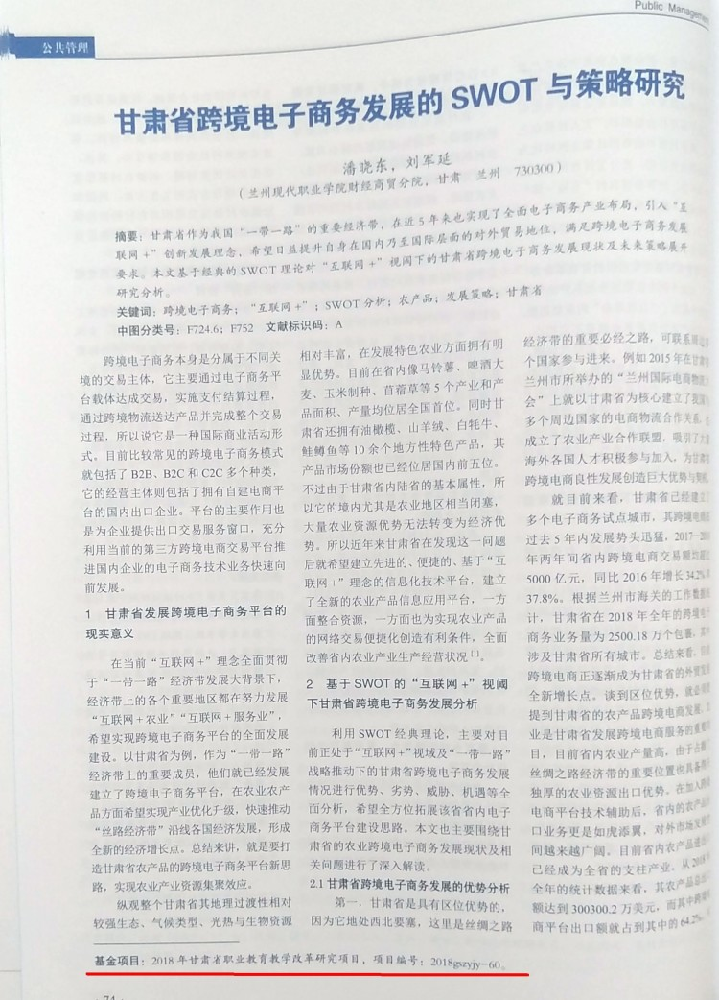 Public Management
公共管理
甘肃省跨境电子商务发展的 SWOT 与策略研究
潘晓东，刘军延
（兰州现代职业学院财经商贸分院，甘肃 兰州 730300）
摘要：甘肃省作为我国“一带一路”的重要经济带，在近 5 年来也实现了全面电子商务产业布局，引入“互
联网 +”创新发展理念，希望日益提升自身在国内乃至国际层面的对外贸易地位，满足跨境电子商务发展
要求。本文基于经典的 SWOT 理论对“互联网 +”视阈下的甘肃省跨境电子商务发展现状及未来策略展开
研究分析。
关键词：跨境电子商务；“互联网 +”；SWOT 分析；农产品；发展策略；甘肃省
中图分类号：F724.6；F752 文献标识码：A
跨境电子商务本身是分属于不同关
境的交易主体，它主要通过电子商务平
台载体达成交易，实施支付结算过程，
通过跨境物流送达产品并完成整个交易
过程，所以说它是一种国际商业活动形
式。目前比较常见的跨境电子商务模式
就包括了 B2B、B2C 和 C2C 多个种类，
它的经营主体则包括了拥有自建电商平
台的国内出口企业。平台的主要作用也
是为企业提供出口交易服务窗口，充分
利用当前的第三方跨境电商交易平台推
进国内企业的电子商务技术业务快速向
前发展。
1 甘肃省发展跨境电子商务平台的
现实意义
在当前“互联网 +”理念全面贯彻
于“一带一路”经济带发展大背景下，
经济带上的各个重要地区都在努力发展
“互联网 + 农业”“互联网 + 服务业”，
希望实现跨境电子商务的全面发展
建设。以甘肃省为例，作为“一带一路”
经济带上的重要成员，他们就已经发展
建立了跨境电子商务平台，在农业农产
品方面希望实现产业优化升级，快速推动
“丝路经济带”沿线各国经济发展，形成
全新的经济增长点。总结来讲，就是要打
造甘肃省农产品的跨境电子商务平台新思
路，实现农业产业资源集聚效应。
纵观整个甘肃省其地理过渡性相对
较强生态、气候类型、光热与生物资源
相对丰富，在发展特色农业方面拥有明
显优势。目前在省内像马铃薯、啤酒大
麦、玉米制种、苜蓿草等 5 个产业和产
品面积、产量均位居全国首位。同时甘
肃省还拥有油橄榄、山羊绒、白牦牛、
鲑鳟鱼等 10 余个地方性特色产品，其
产品市场份额也已经位居国内前五位。
不过由于甘肃省内陆省的基本属性，所
以它的境内尤其是农业地区相当闭塞，
大量农业资源优势无法转变为经济优
势。所以近年来甘肃省在发现这一问题
后就希望建立先进的、便捷的、基于“互
联网 +”理念的信息化技术平台，建立
了全新的农业产品信息应用平台，一方
面整合资源，一方面也为实现农业产品
的网络交易便捷化创造有利条件，全面
改善省内农业产业生产经营状况 [1]。
2 基于 SWOT 的“互联网 +”视阈
下甘肃省跨境电子商务发展分析
利用 SWOT 经典理论，主要对目
前正处于“互联网+”视域及“一带一路”
战略推动下的甘肃省跨境电子商务发展
情况进行优势、劣势、威胁、机遇等全
面分析，希望全方位拓展该省省内电子
商务平台建设思路。本文也主要围绕甘
肃省的农业跨境电子商务发展现状及相
关问题进行了深入解读。
2.1 甘肃省跨境电子商务发展的优势分析
第一，甘肃省是具有区位优势的，
因为它地处西北要塞，这里是丝绸之路
经济带的重要必经之路，可联系周边
个国家参与进来。例如 2015 年在甘肃
兰州市所举办的“兰州国际电商物流
会”上就以甘肃省为核心建立了我国
多个周边国家的电商物流合作关系，
成立了农业产业合作联盟，吸引了
海外各国人才积极参与加入，为甘肃
跨境电商良性发展创造巨大优势与
就目前来看，甘肃省已经建立
多个电子商务试点城市，其跨境电商
过去 5 年内发展势头迅猛，2017—
年两年间省内跨境电商交易额均超
5000 亿元，同比 2016 年增长 34.2%
37.8%。根据兰州市海关的工作数据
计，甘肃省在 2018 年全年的跨境电子
商务业务量为 2500.18 万个包裹，其
涉及甘肃省所有城市。总结来看，
跨境电商正逐渐成为甘肃省的外贸
全新增长点。谈到区位优势，就必
提到甘肃省的农产品跨境电商发展，
业是甘肃省发展跨境电商服务的重要
目，目前省内农业产量高，由于占据
丝绸之路经济带的重要位置也具备
独厚的农业资源出口优势。在加入跨
电商平台技术辅助后，省内的农产品
口业务更是如虎添翼，对外市场发展
间越来越广阔。目前省内农产品进出
已经成为全省的支柱产业。从 2018
全年的统计数据来看，其农产品
额达到 300300.2 万美元，而其中跨境
商平台出口额就占到其中的 64.2%
基金项目：2018 年甘肃省职业教育教学改革研究项目，项目编号：2018gszyjy-60。
74